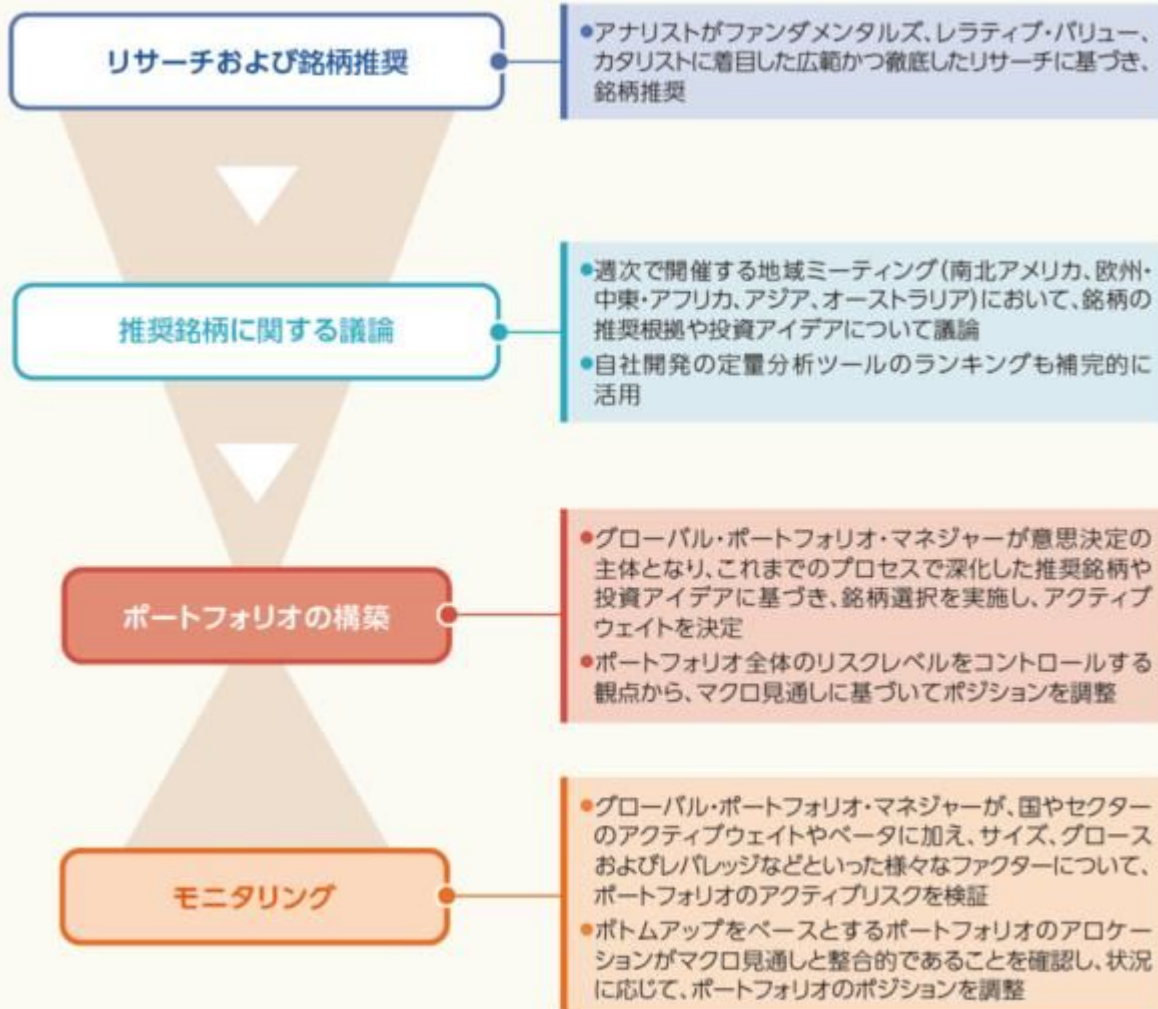 リサーチおよび銘柄推奨
●アナリストがファンダメンタルズ、レラティブ・バリュー、
カタリストに着目した広範かつ徹底したリサーチに基づき、
銘柄推奨
推奨銘柄に関する議論
●週次で開催する地域ミーティング(南北アメリカ、欧州・
中東・アフリカ、アジア、オーストラリア)において、銘柄の
推奨根拠や投資アイデアについて議論
●自社開発の定量分析ツールのランキングも補完的に
活用
ポートフォリオの構築
●グローバル・ポートフォリオ・マネジャーが意思決定の
主体となり、これまでのプロセスで深化した推奨銘柄や
投資アイデアに基づき、銘柄選択を実施し、アクティブ
ウェイトを決定
●ポートフォリオ全体のリスクレベルをコントロールする
観点から、マクロ見通しに基づいてポジションを調整
モニタリング
●グローバル・ポートフォリオ・マネジャーが、国やセクター
のアクティブウェイトやベータに加え、サイズ、グロース
およびレバレッジなどといった様々なファクターについて、
ポートフォリオのアクティブリスクを検証
●ボトムアップをベースとするポートフォリオのアロケー
ションがマクロ見通しと整合的であることを確認し、状況
に応じて、ポートフォリオのポジションを調整